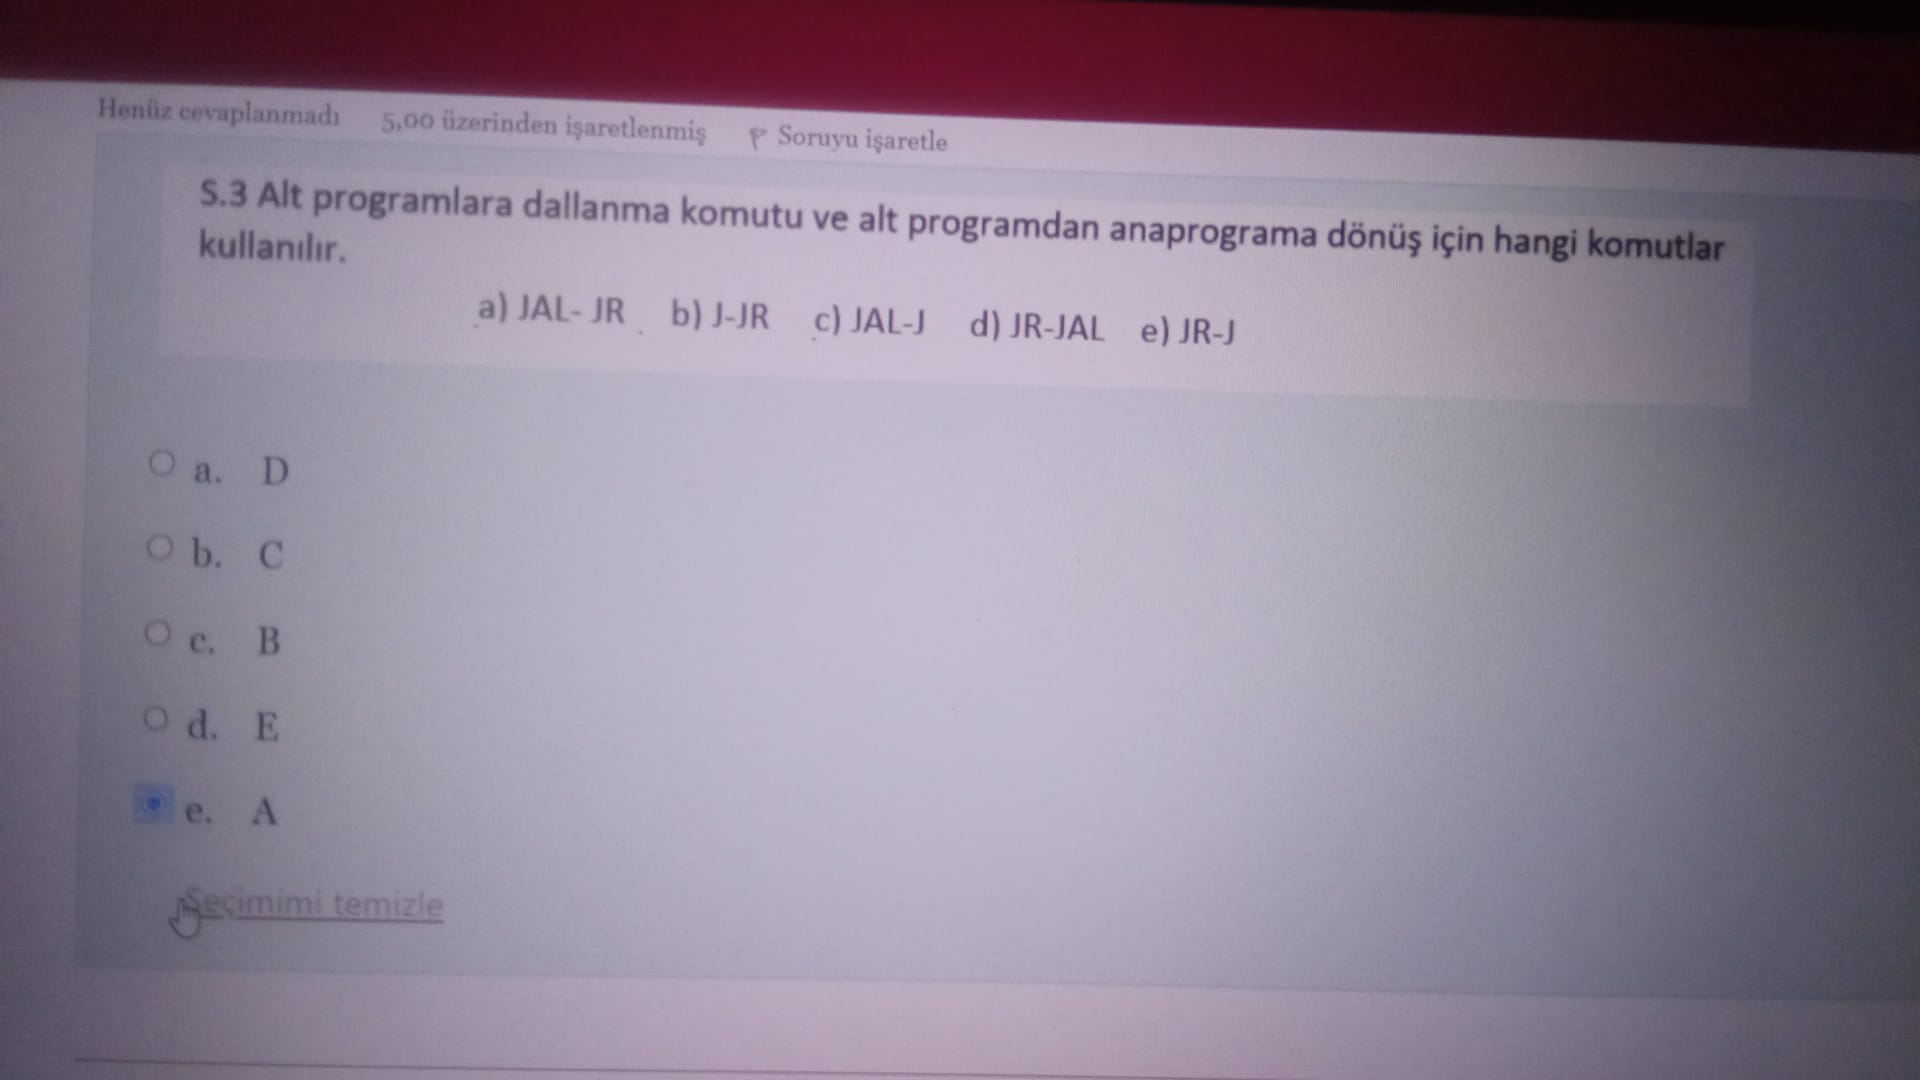 Henüz cevaplanmadı 5,00 üzerinden işaretlenmiş Soruyu işaretle
S.3 Alt programlara dallanma komutu ve alt programdan anaprograma dönüş için hangi komutlar
kullanılır.
a) JAL- JR b) J-JR c) JAL-J d) JR-JAL e) JR-J
a. D
b. C
c. B
d. E
e. A
Seçimimi temizle